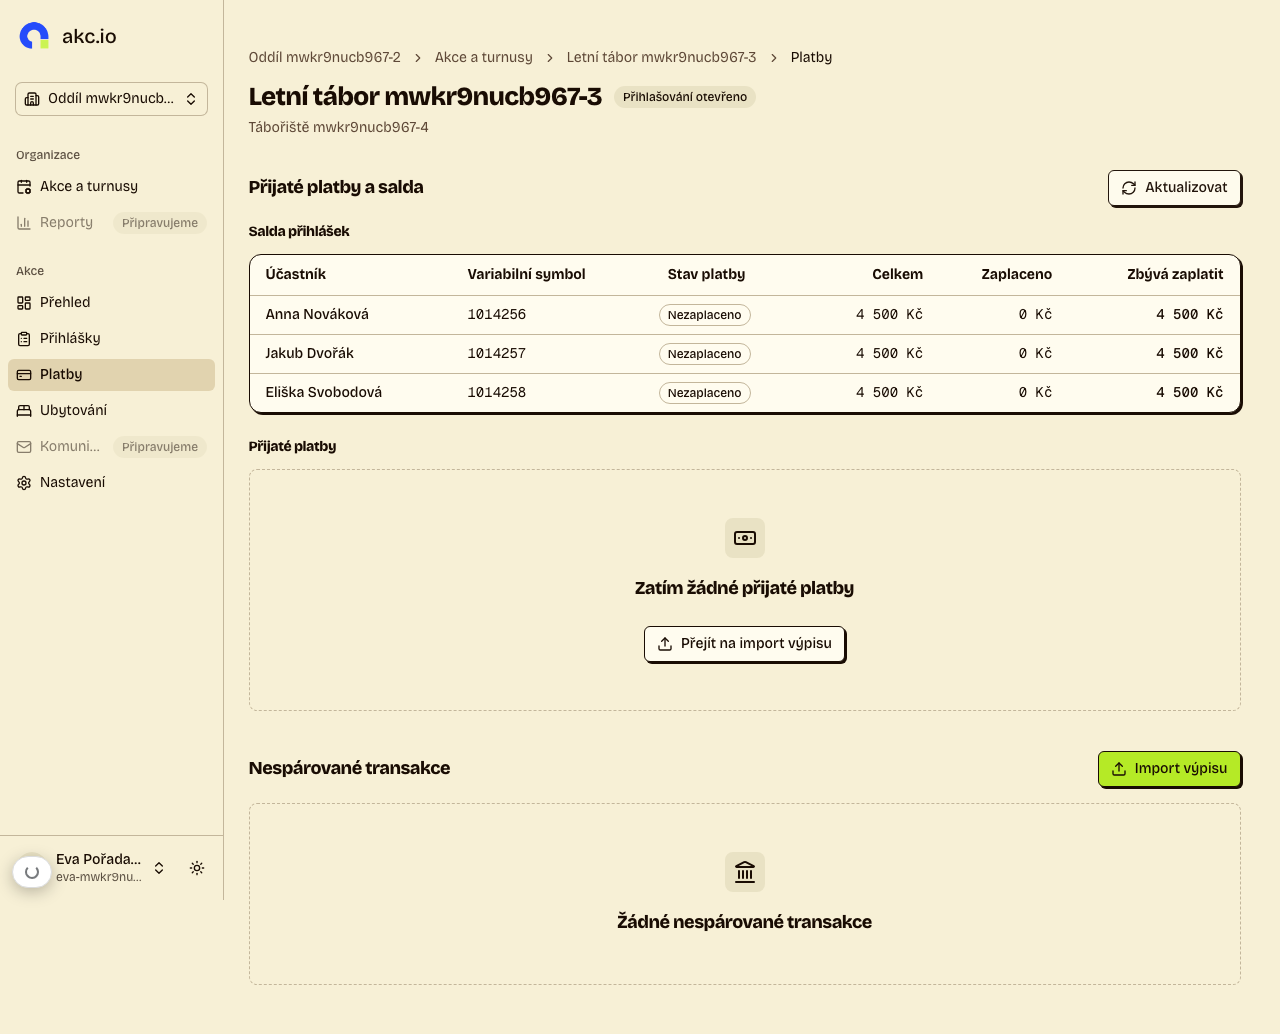 akc.io
Oddíl mwkr9nucb...
Organizace
Akce a turnusy
Reporty Připravujeme
Akce
Přehled
Přihlášky
Platby
Ubytování
Komuni... Připravujeme
Nastavení
Eva Pořada...
eva-mwkr9nu...
Oddíl mwkr9nucb967-2 > Akce a turnusy > Letní tábor mwkr9nucb967-3 > Platby
Letní tábor mwkr9nucb967-3 Přihlašování otevřeno
Tábořiště mwkr9nucb967-4
Přijaté platby a salda Aktualizovat
Salda přihlášek
Účastník Variabilní symbol Stav platby Celkem Zaplaceno Zbývá zaplatit
Anna Nováková 1014256 Nezaplaceno 4 500 Kč 0 Kč 4 500 Kč
Jakub Dvořák 1014257 Nezaplaceno 4 500 Kč 0 Kč 4 500 Kč
Eliška Svobodová 1014258 Nezaplaceno 4 500 Kč 0 Kč 4 500 Kč
Přijaté platby
Zatím žádné přijaté platby
Přejít na import výpisu
Nespárované transakce Import výpisu
Žádné nespárované transakce